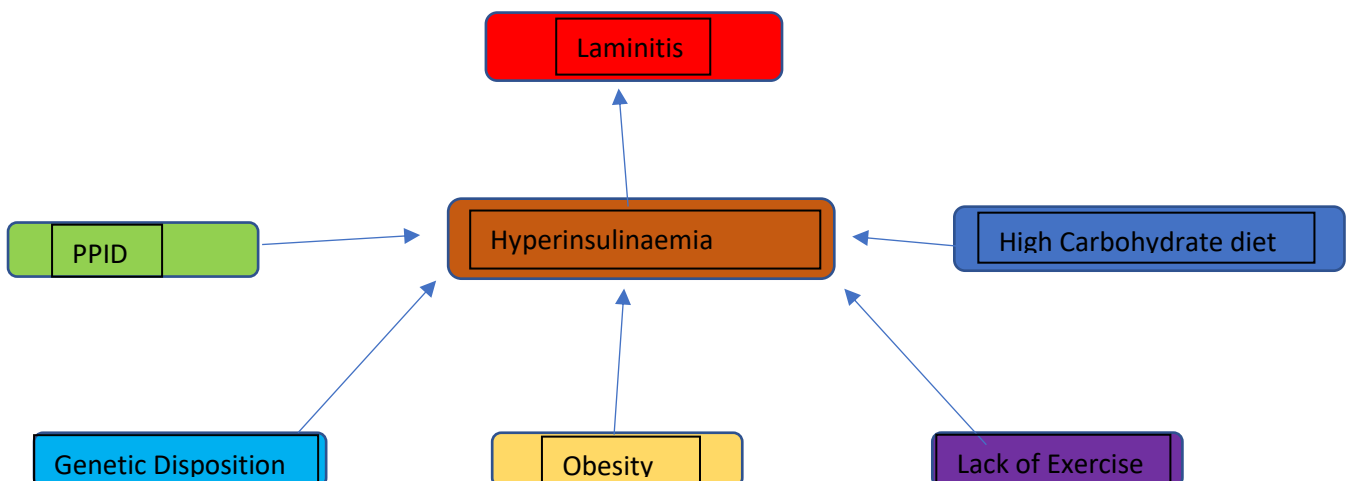 Laminitis
PPID
Hyperinsulinaemia
High Carbohydrate diet
Genetic Disposition
Obesity
Lack of Exercise